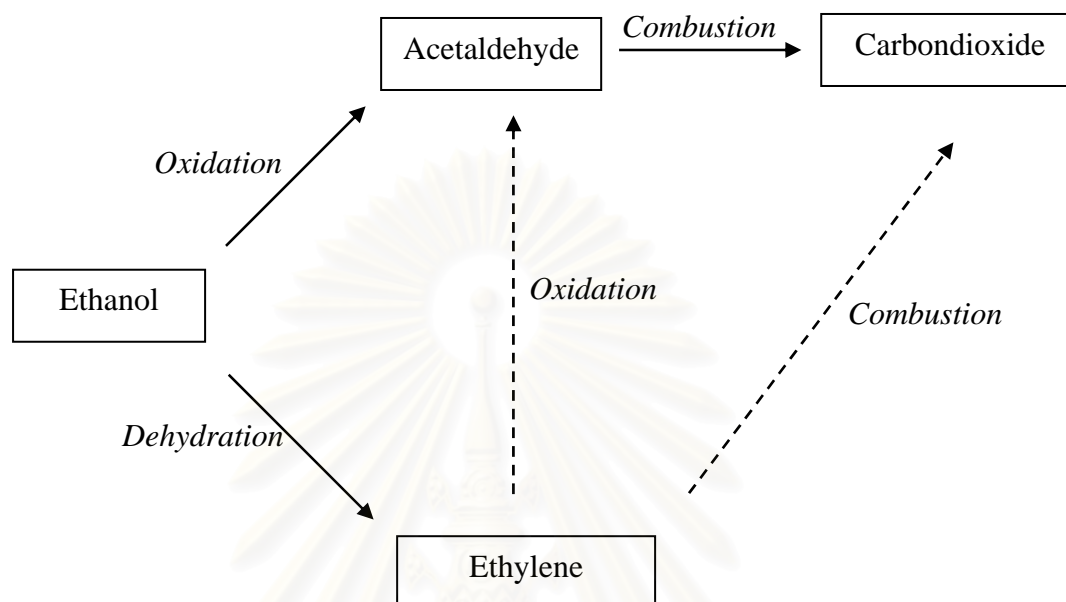 Combustion
Acetaldehyde
Carbondioxide
Oxidation
Ethanol
Oxidation
Combustion
Dehydration
Ethylene